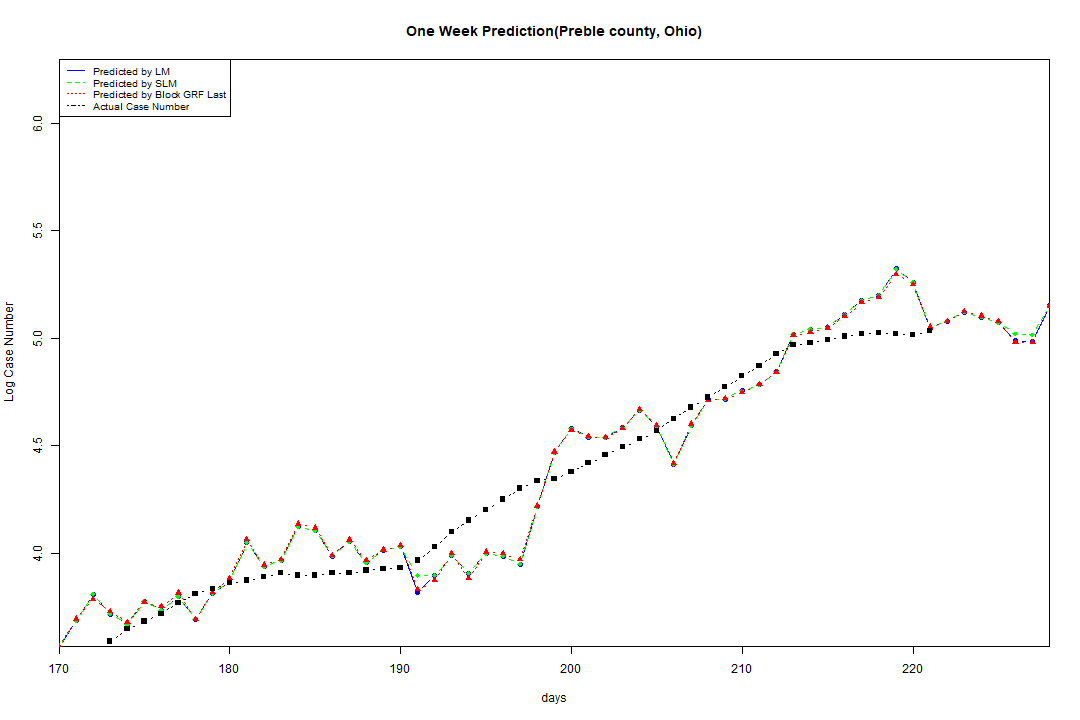 One Week Prediction(Preble county, Ohio)
Predicted by LM
Predicted by SLM
Predicted by Block GRF Last
Actual Case Number
6.0
5.5
5.0
4.5
4.0
Log Case Number
170 180 190 200 210 220
days